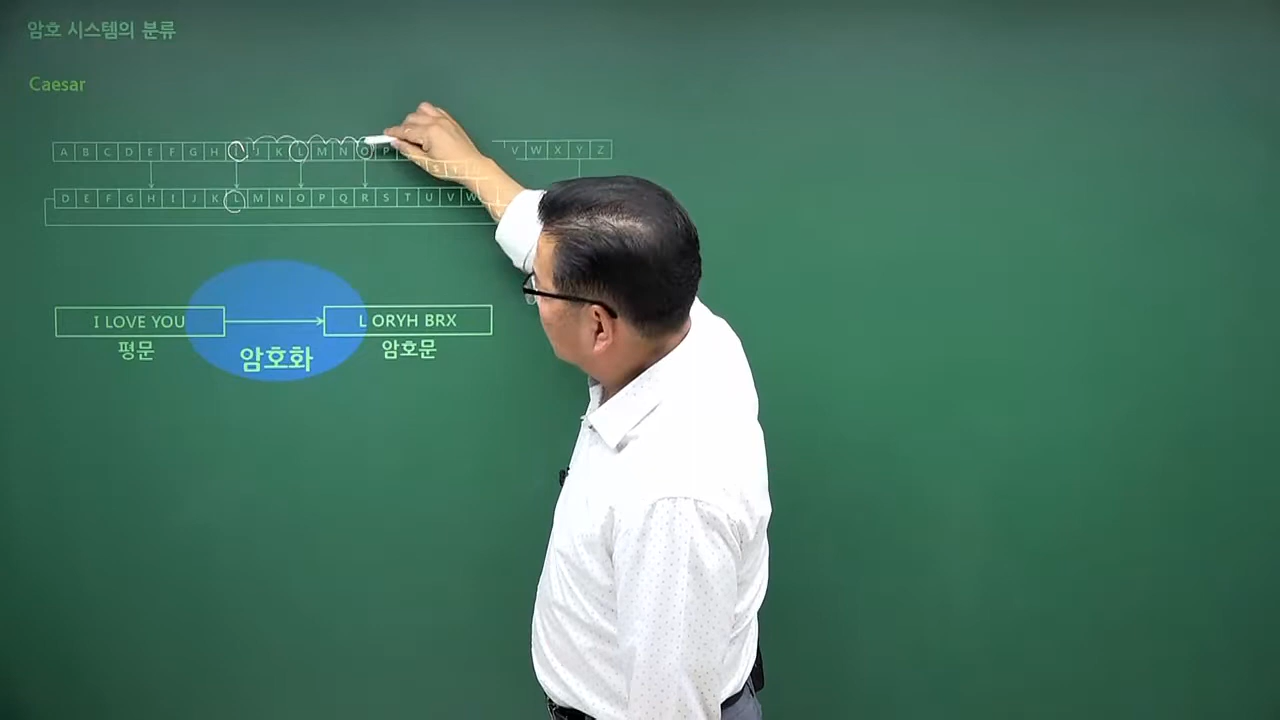 암호 시스템의 분류
Caesar
A B C D E F G H I J K L M N O P V W X Y Z
D E F G H I J K L M N O P Q R S T U V W
I LOVE YOU L ORYH BRX
평문 암호화 암호문